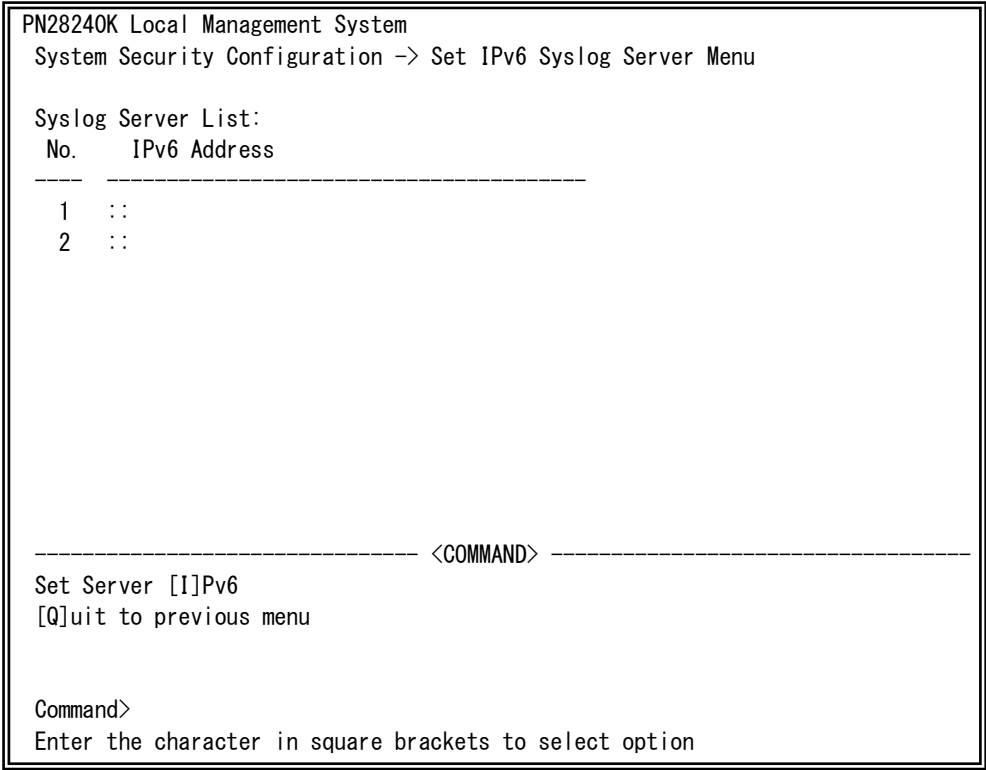 PN28240K Local Management System
System Security Configuration -> Set IPv6 Syslog Server Menu
Syslog Server List:
No.    IPv6 Address
----  ----------------------------------------
1   ::
2   ::
-------------------------------- <COMMAND> -----------------------------------
Set Server [I]Pv6
[Q]uit to previous menu
Command>
Enter the character in square brackets to select option